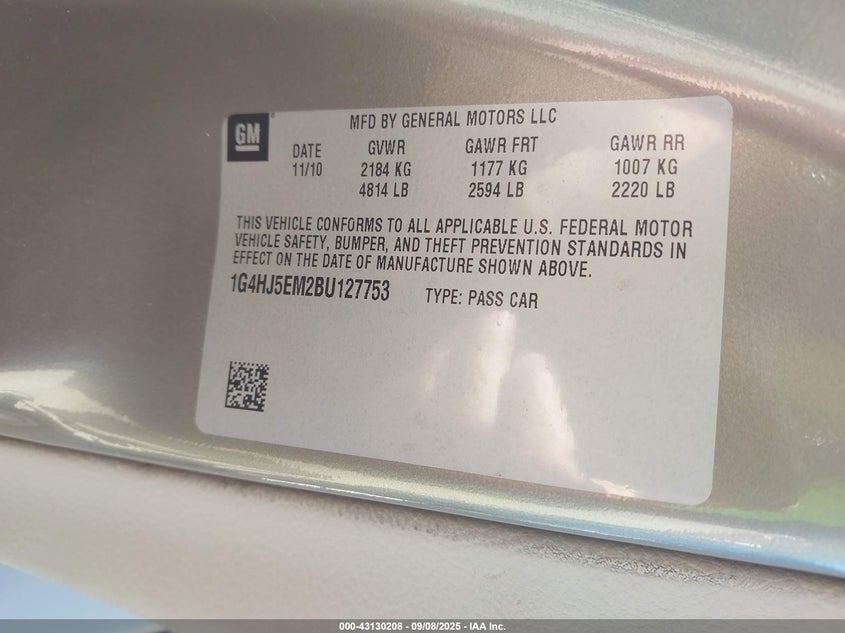 GM
MFD BY GENERAL MOTORS LLC
DATE GVWR GAWR FRT GAWR RR
11/10 2184 KG 1177 KG 1007 KG
4814 LB 2594 LB 2220 LB
THIS VEHICLE CONFORMS TO ALL APPLICABLE U.S. FEDERAL MOTOR
VEHICLE SAFETY, BUMPER, AND THEFT PREVENTION STANDARDS IN
EFFECT ON THE DATE OF MANUFACTURE SHOWN ABOVE.
1G4HJ5EM2BU127753 TYPE: PASS CAR
000-43130208 - 09/08/2025 - IAA Inc.